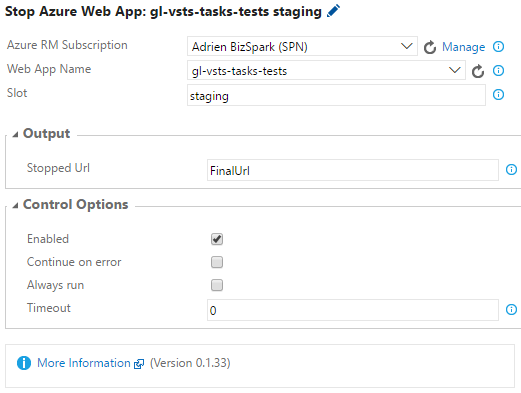 Stop Azure Web App: gl-vsts-tasks-tests staging
Azure RM Subscription Adrien BizSpark (SPN) Manage
Web App Name gl-vsts-tasks-tests
Slot staging
Output
Stopped Url FinalUrl
Control Options
Enabled
Continue on error
Always run
Timeout 0
More Information (Version 0.1.33)